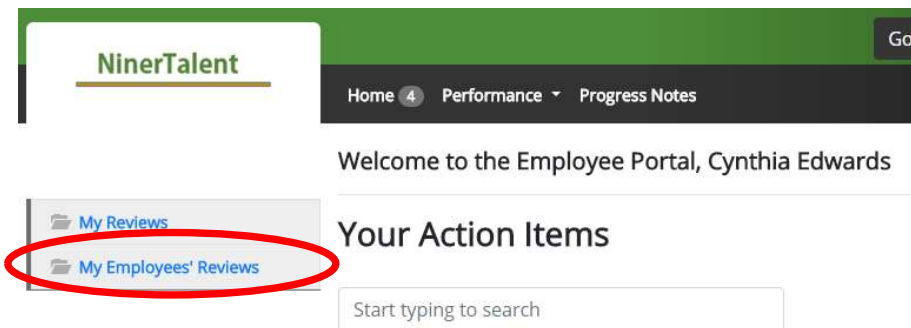 Go
NinerTalent
Home 4 Performance Progress Notes
Welcome to the Employee Portal, Cynthia Edwards
My Reviews
My Employees' Reviews
Your Action Items
Start typing to search